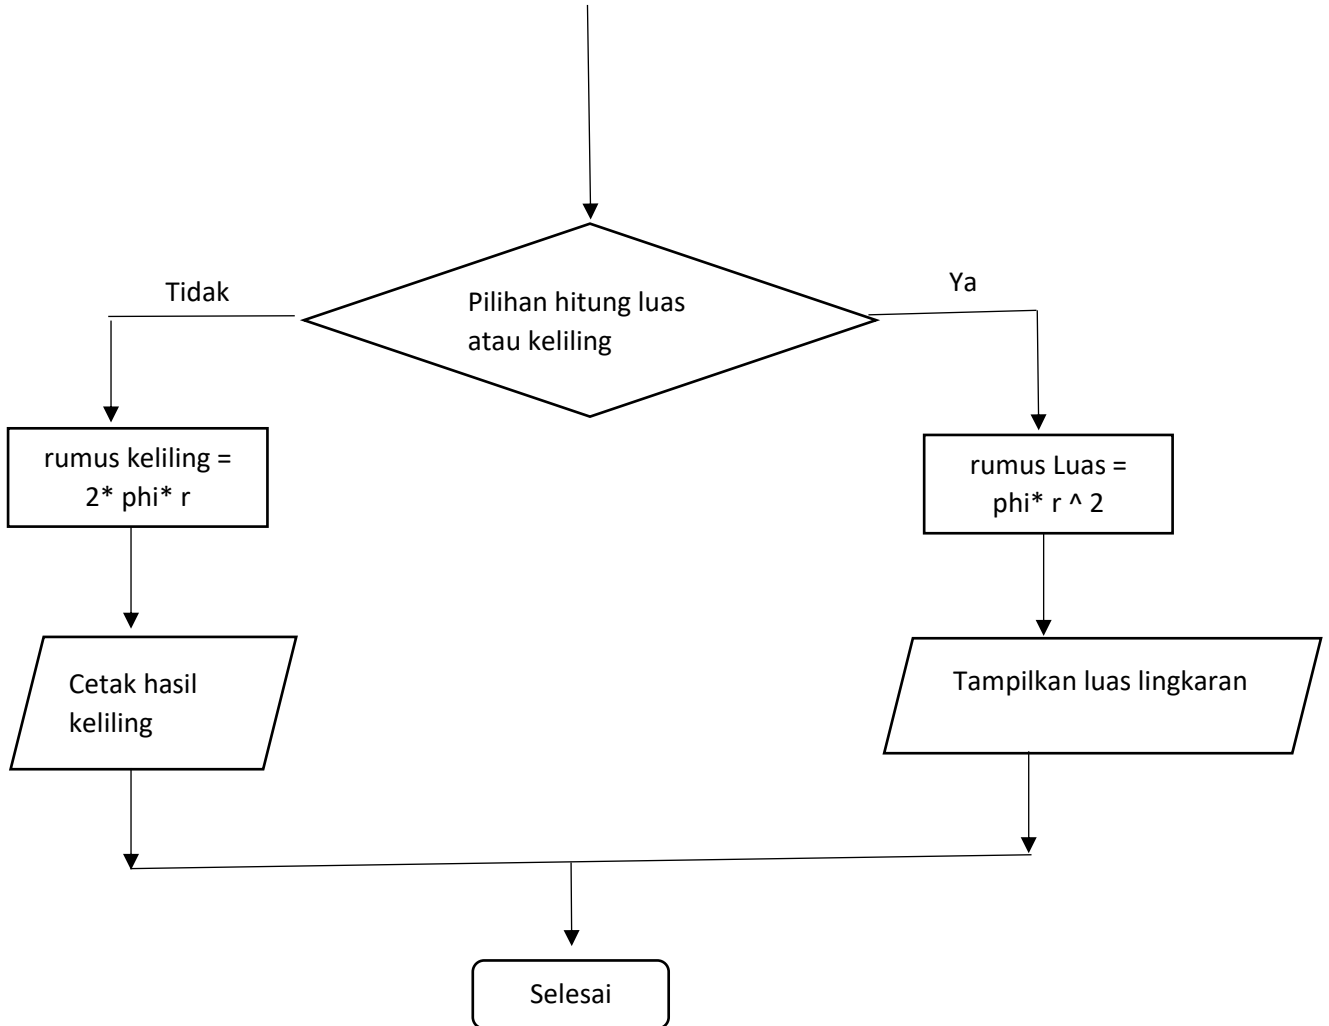 Tidak
Pilihan hitung luas
atau keliling
Ya
rumus keliling =
2* phi* r
rumus Luas =
phi* r ^ 2
Cetak hasil
keliling
Tampilkan luas lingkaran
Selesai